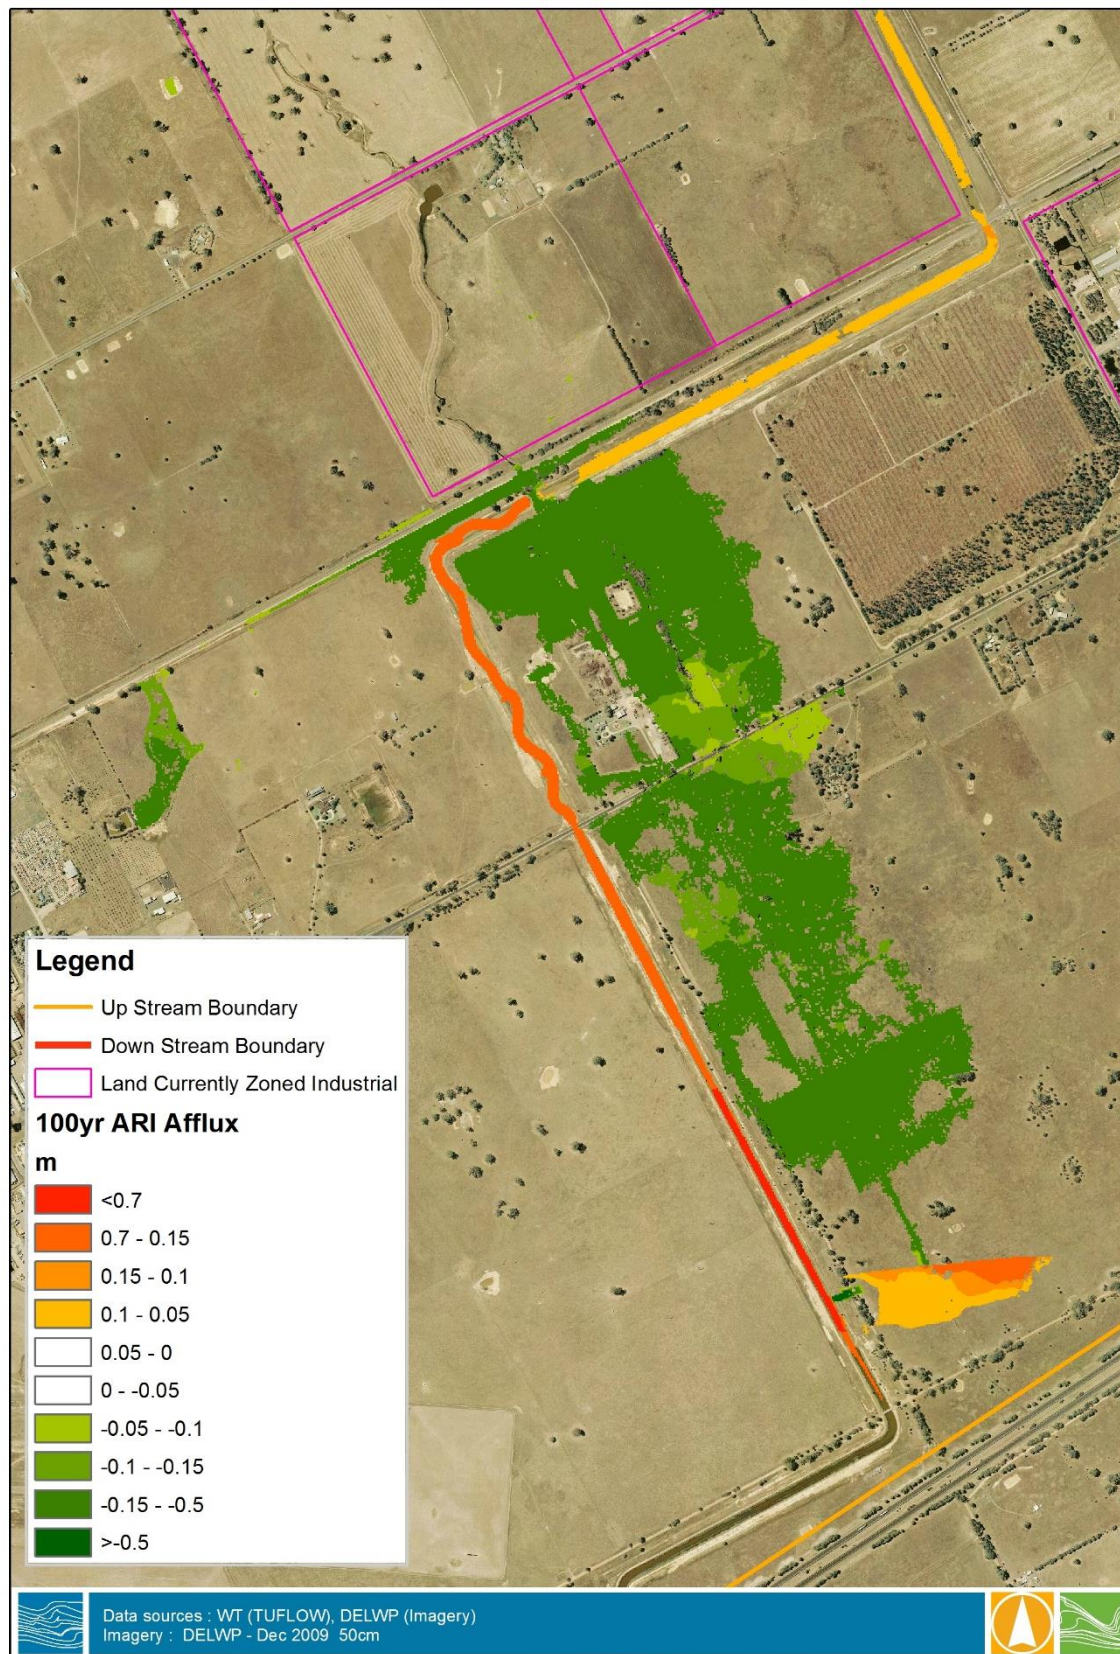 Legend
Up Stream Boundary
Down Stream Boundary
Land Currently Zoned Industrial
100yr ARI Afflux
m
<0.7
0.7 - 0.15
0.15 - 0.1
0.1 - 0.05
0.05 - 0
0 - -0.05
-0.05 - -0.1
-0.1 - -0.15
-0.15 - -0.5
>-0.5
Data sources : WT (TUFLOW), DELWP (Imagery)
Imagery : DELWP - Dec 2009 50cm